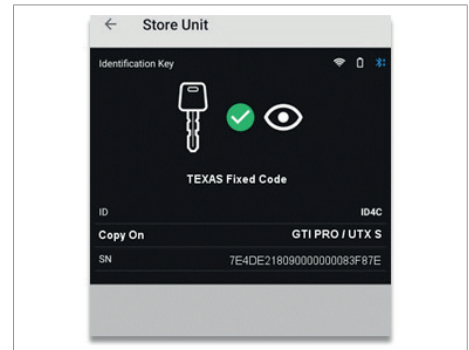 Store Unit
Identification Key
TEXAS Fixed Code
ID ID4C
Copy On GTI PRO / UTX S
SN 7E4DE218090000000083F87E